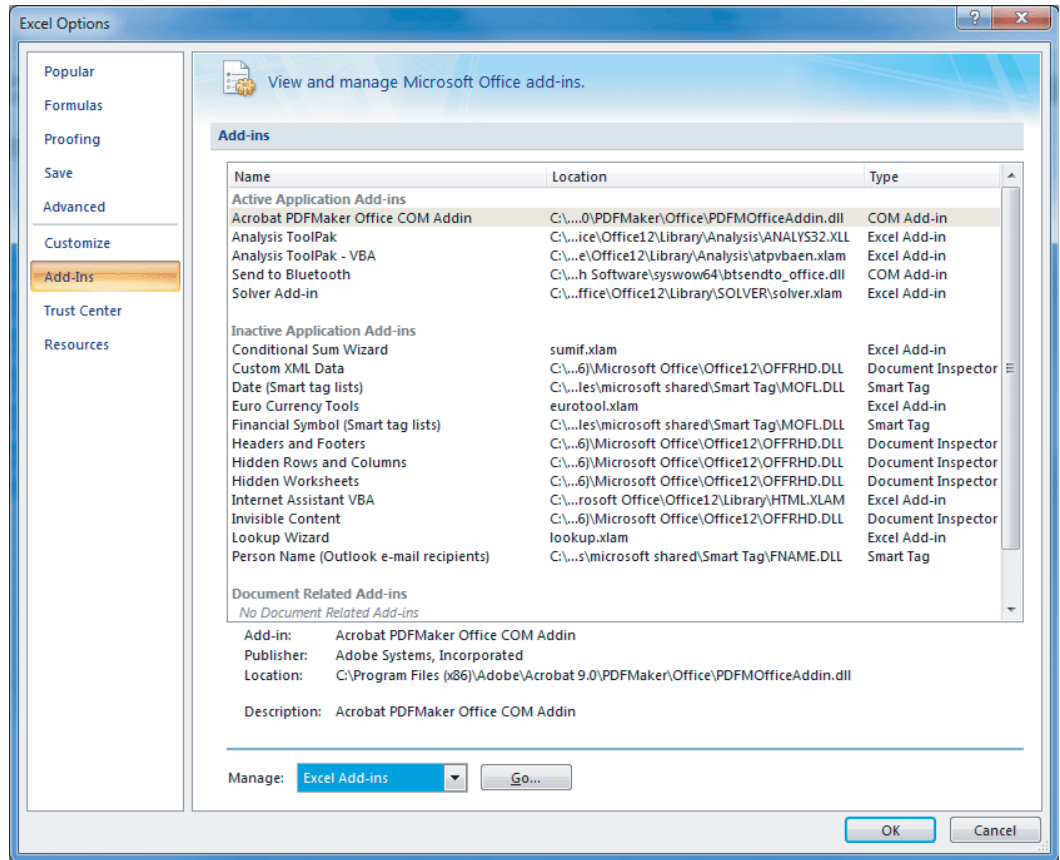 Excel Options
Popular
Formulas
Proofing
Save
Advanced
Customize
Add-Ins
Trust Center
Resources
View and manage Microsoft Office add-ins.
Add-ins
Name Location Type
Active Application Add-ins
Acrobat PDFMaker Office COM Addin C:\...0\PDFMaker\Office\PDFMOfficeAddin.dll COM Add-in
Analysis ToolPak C:\...ice\Office12\Library\Analysis\ANALYS32.XLL Excel Add-in
Analysis ToolPak - VBA C:\...e\Office12\Library\Analysis\atpvbaen.xlam Excel Add-in
Send to Bluetooth C:\...h Software\syswow64\btsendto_office.dll COM Add-in
Solver Add-in C:\...ffice\Office12\Library\SOLVER\solver.xlam Excel Add-in
Inactive Application Add-ins
Conditional Sum Wizard sumif.xlam Excel Add-in
Custom XML Data C:\...6)\Microsoft Office\Office12\OFFRHD.DLL Document Inspector
Date (Smart tag lists) C:\...les\microsoft shared\Smart Tag\MOFL.DLL Smart Tag
Euro Currency Tools eurotool.xlam Excel Add-in
Financial Symbol (Smart tag lists) C:\...les\microsoft shared\Smart Tag\MOFL.DLL Smart Tag
Headers and Footers C:\...6)\Microsoft Office\Office12\OFFRHD.DLL Document Inspector
Hidden Rows and Columns C:\...6)\Microsoft Office\Office12\OFFRHD.DLL Document Inspector
Hidden Worksheets C:\...6)\Microsoft Office\Office12\OFFRHD.DLL Document Inspector
Internet Assistant VBA C:\...rosoft Office\Office12\Library\HTML.XLAM Excel Add-in
Invisible Content C:\...6)\Microsoft Office\Office12\OFFRHD.DLL Document Inspector
Lookup Wizard lookup.xlam Excel Add-in
Person Name (Outlook e-mail recipients) C:\...s\microsoft shared\Smart Tag\FNAME.DLL Smart Tag
Document Related Add-ins
No Document Related Add-ins
Add-in: Acrobat PDFMaker Office COM Addin
Publisher: Adobe Systems, Incorporated
Location: C:\Program Files (x86)\Adobe\Acrobat 9.0\PDFMaker\Office\PDFMOfficeAddin.dll
Description: Acrobat PDFMaker Office COM Addin
Manage: Excel Add-ins Go...
OK Cancel